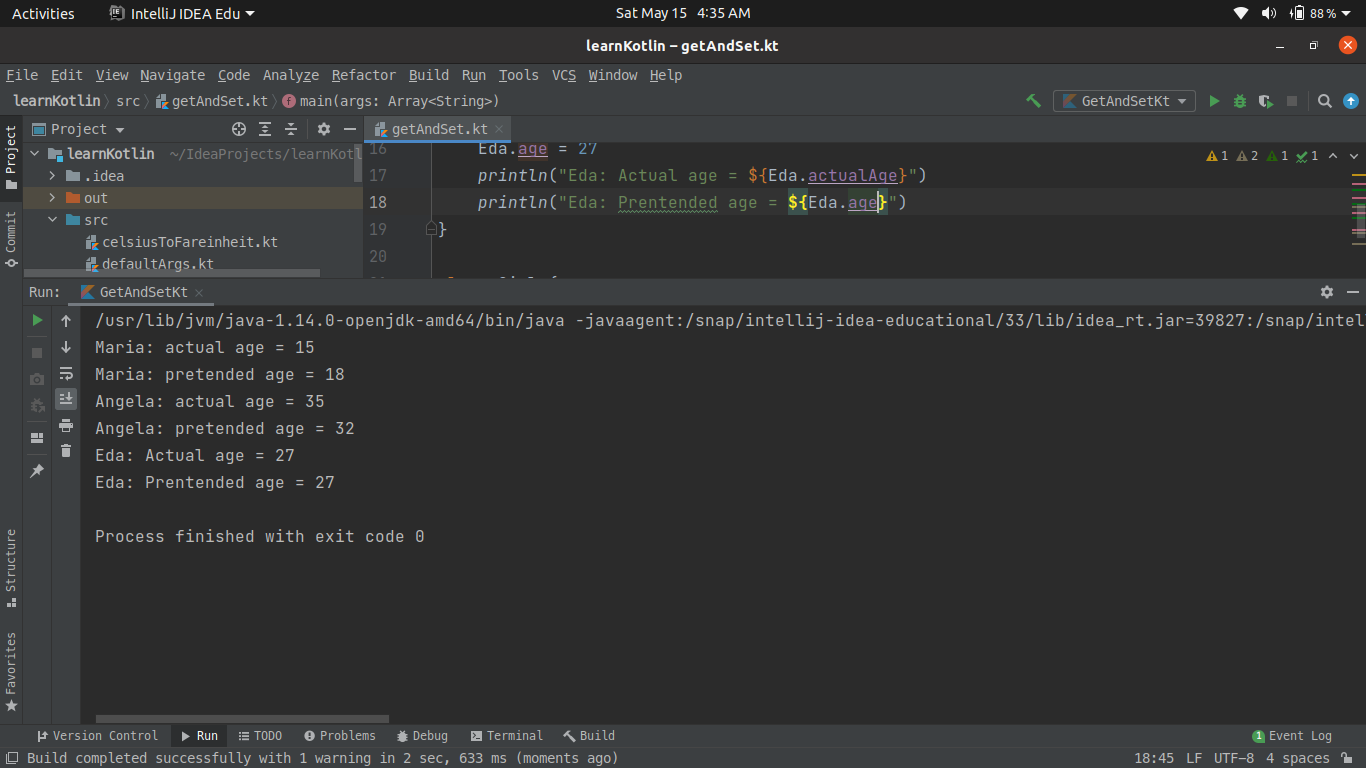 Activities IntelliJ IDEA Edu Sat May 15 4:35 AM 88%
learnKotlin – getAndSet.kt
File Edit View Navigate Code Analyze Refactor Build Run Tools VCS Window Help
learnKotlin src getAndSet.kt main(args: Array<String>) GetAndSetKt
Project
Project
getAndSet.kt
learnKotlin ~/IdeaProjects/learnKotl
.idea
out
src
celsiusToFareinheit.kt
defaultArgs.kt
16 Eda.age = 27
1 2 1 1
17 println("Eda: Actual age = ${Eda.actualAge}")
18 println("Eda: Prentended age = ${Eda.age}")
19 }
20
Commit
Run: GetAndSetKt
/usr/lib/jvm/java-1.14.0-openjdk-amd64/bin/java -javaagent:/snap/intellij-idea-educational/33/lib/idea_rt.jar=39827:/snap/intell
Maria: actual age = 15
Maria: pretended age = 18
Angela: actual age = 35
Angela: pretended age = 32
Eda: Actual age = 27
Eda: Prentended age = 27
Process finished with exit code 0
Structure
Favorites
Version Control Run TODO Problems Debug Terminal Build 1 Event Log
Build completed successfully with 1 warning in 2 sec, 633 ms (moments ago) 18:45 LF UTF-8 4 spaces